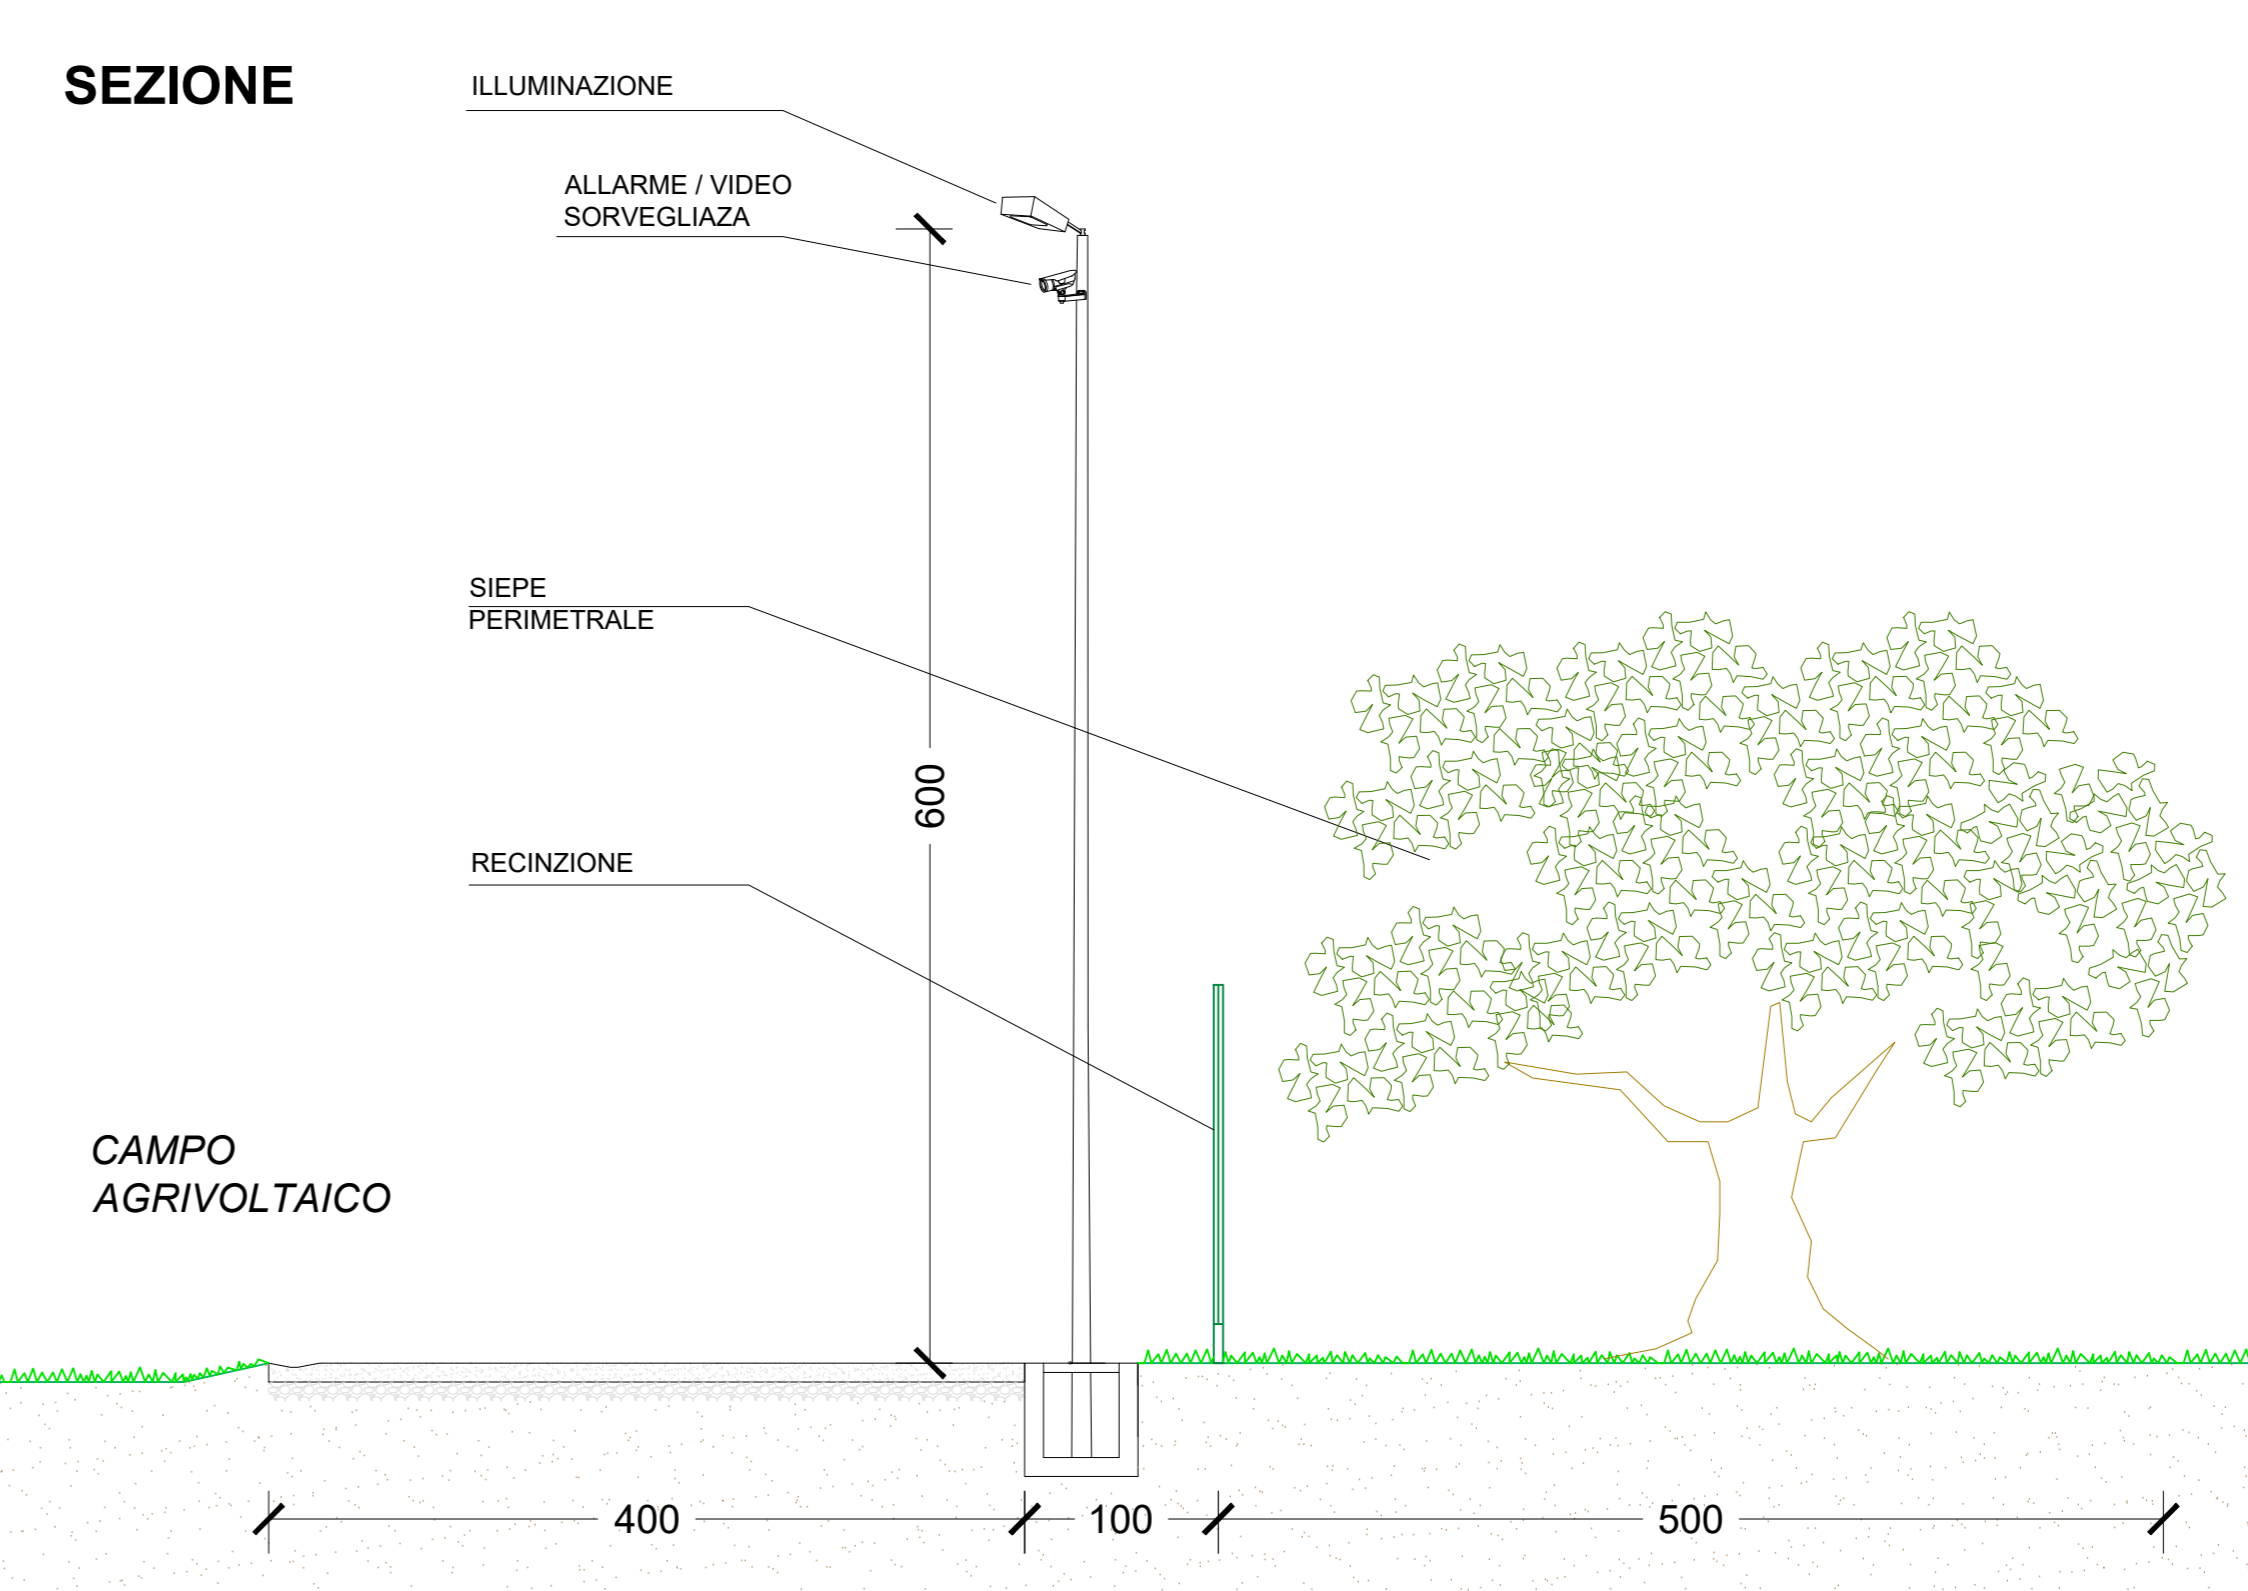 SEZIONE
ILLUMINAZIONE
ALLARME / VIDEO
SORVEGLIAZA
SIEPE
PERIMETRALE
600
RECINZIONE
CAMPO
AGRIVOLTAICO
400
100
500